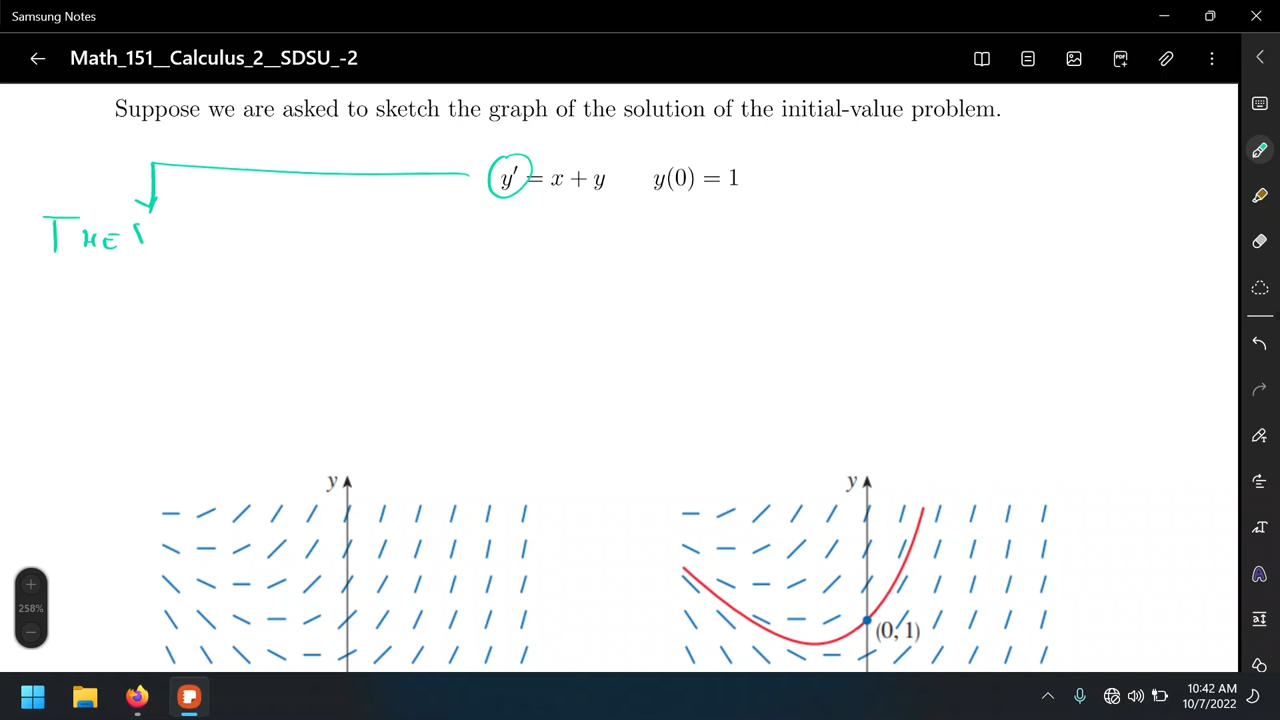 Samsung Notes
Math_151__Calculus_2__SDSU_-2
Suppose we are asked to sketch the graph of the solution of the initial-value problem.
y′ = x + y y(0) = 1
THE
y
y
(0, 1)
258%
10:42 AM
10/7/2022